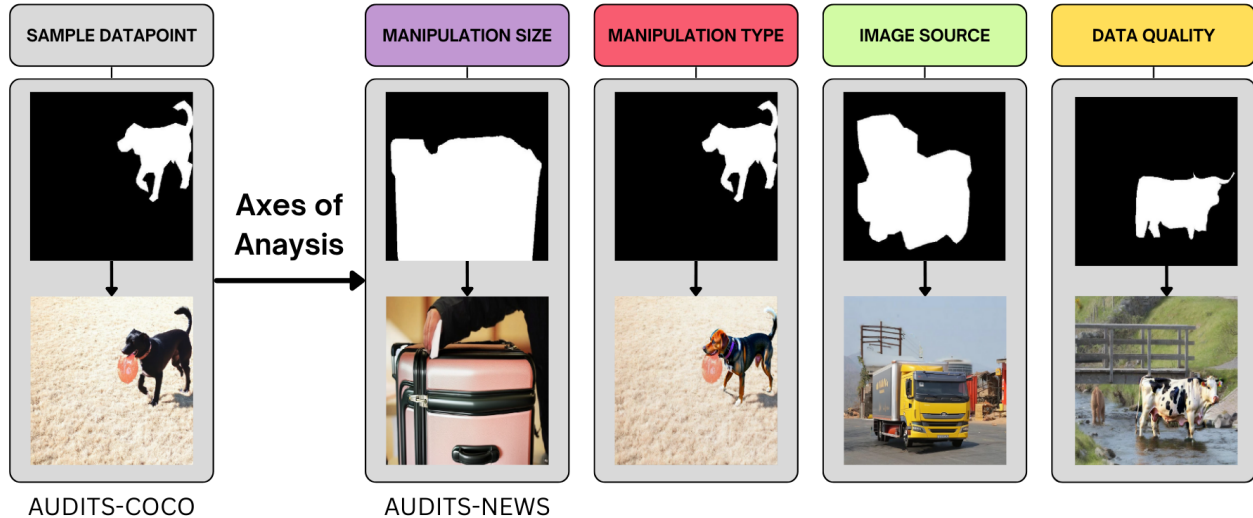 SAMPLE DATAPOINT
MANIPULATION SIZE
MANIPULATION TYPE
IMAGE SOURCE
DATA QUALITY
Axes of
Anaysis
AUDITS-COCO
AUDITS-NEWS